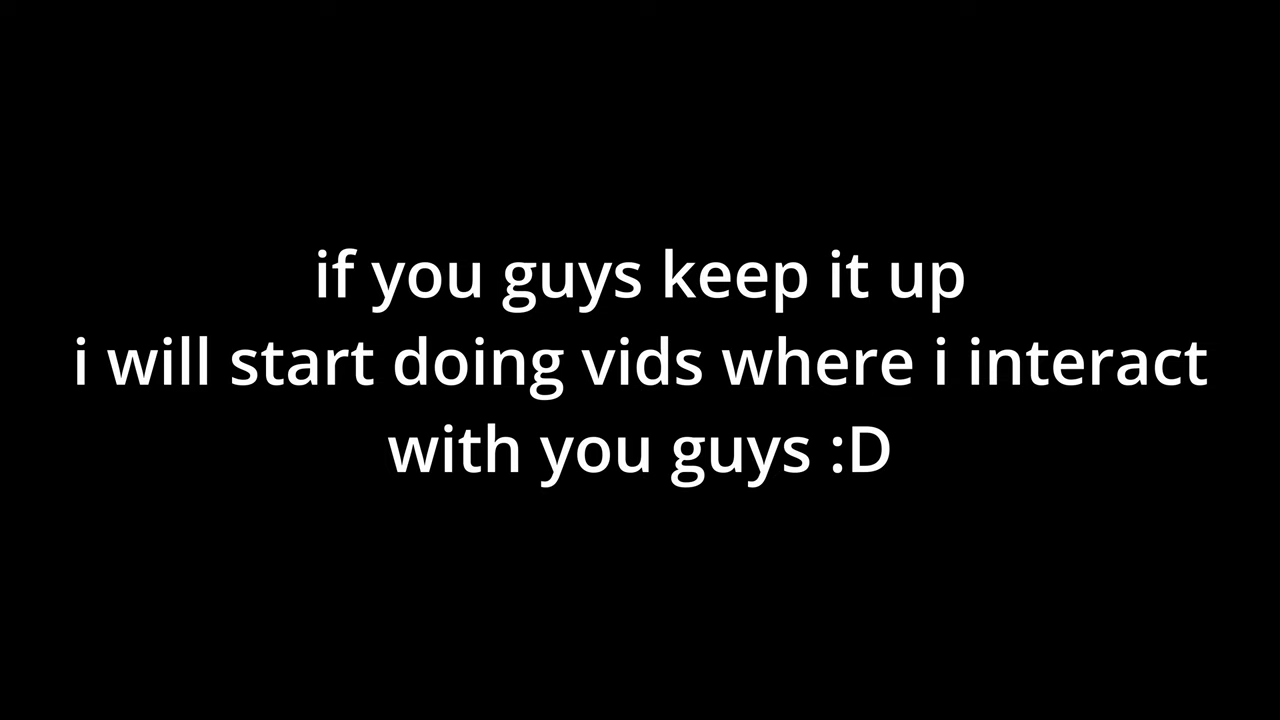 if you guys keep it up
i will start doing vids where i interact
with you guys :D